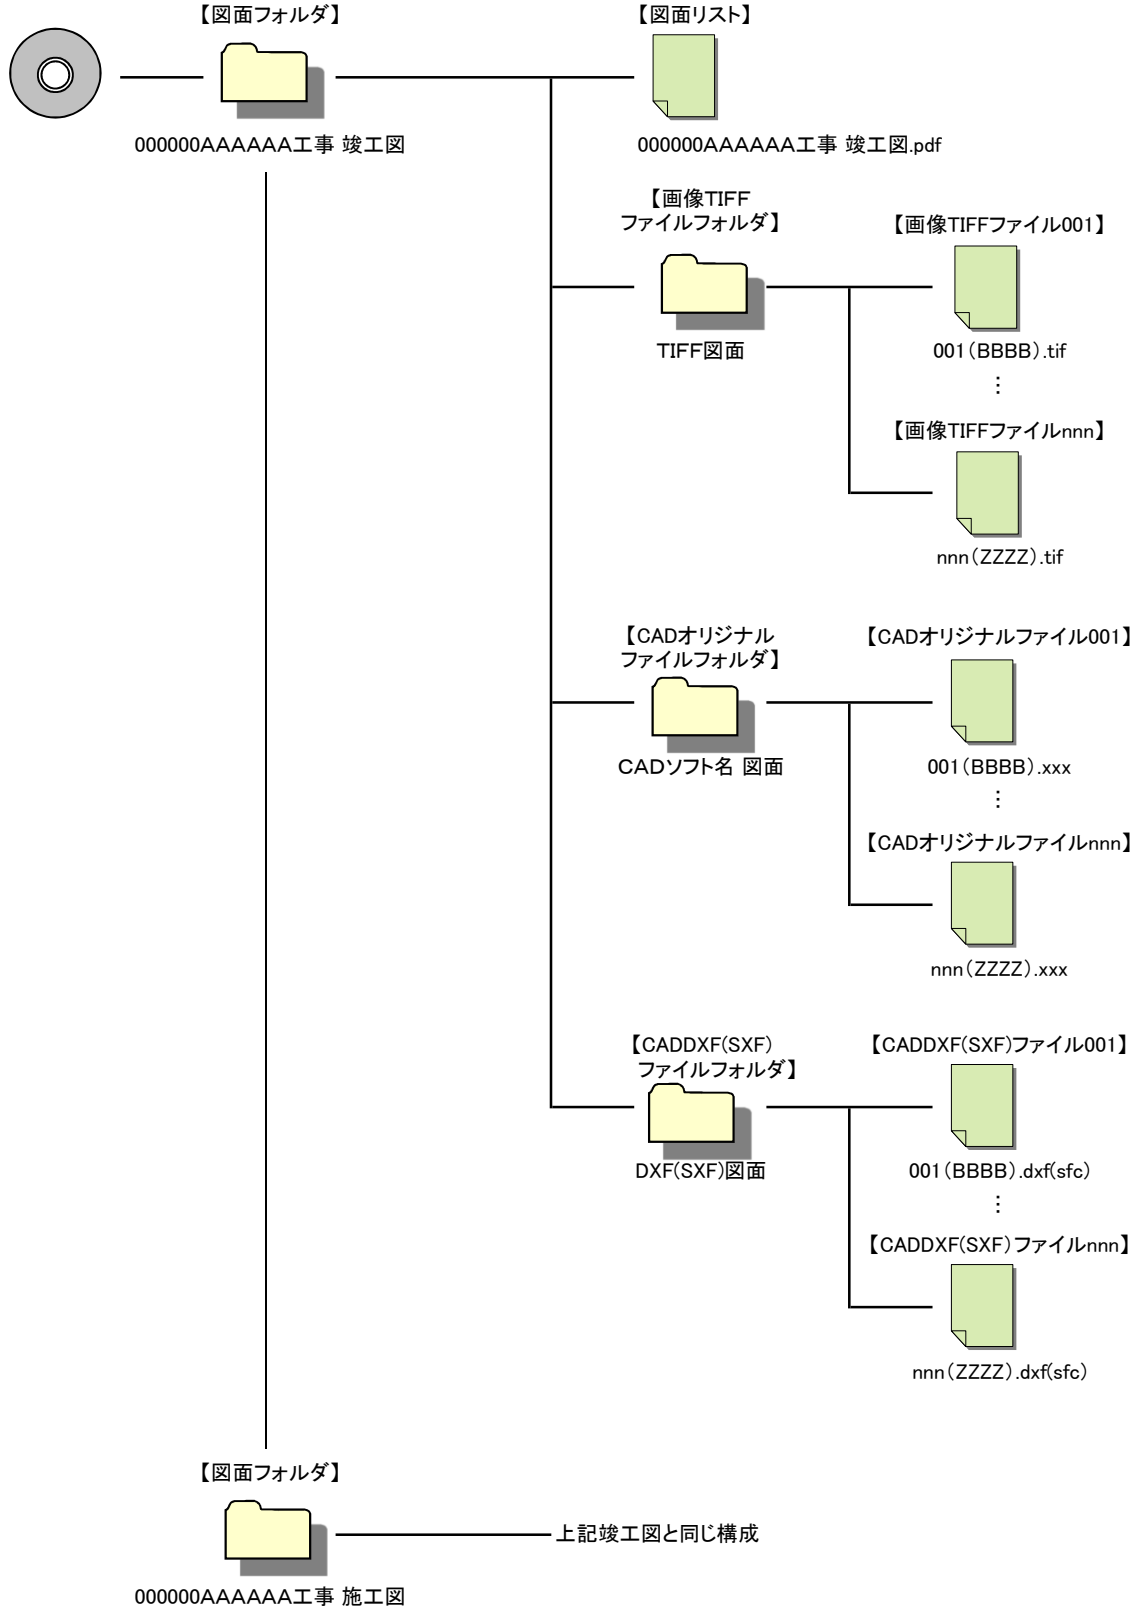 【図面フォルダ】
000000AAAAAA工事 竣工図
【図面リスト】
000000AAAAAA工事 竣工図.pdf
【画像TIFF
ファイルフォルダ】
TIFF図面
【画像TIFFファイル001】
001(BBBB).tif
⋮
【画像TIFFファイルnnn】
nnn(ZZZZ).tif
【CADオリジナル
ファイルフォルダ】
CADソフト名 図面
【CADオリジナルファイル001】
001(BBBB).xxx
⋮
【CADオリジナルファイルnnn】
nnn(ZZZZ).xxx
【CADDXF(SXF)
ファイルフォルダ】
DXF(SXF)図面
【CADDXF(SXF)ファイル001】
001(BBBB).dxf(sfc)
⋮
【CADDXF(SXF)ファイルnnn】
nnn(ZZZZ).dxf(sfc)
【図面フォルダ】
000000AAAAAA工事 施工図
上記竣工図と同じ構成